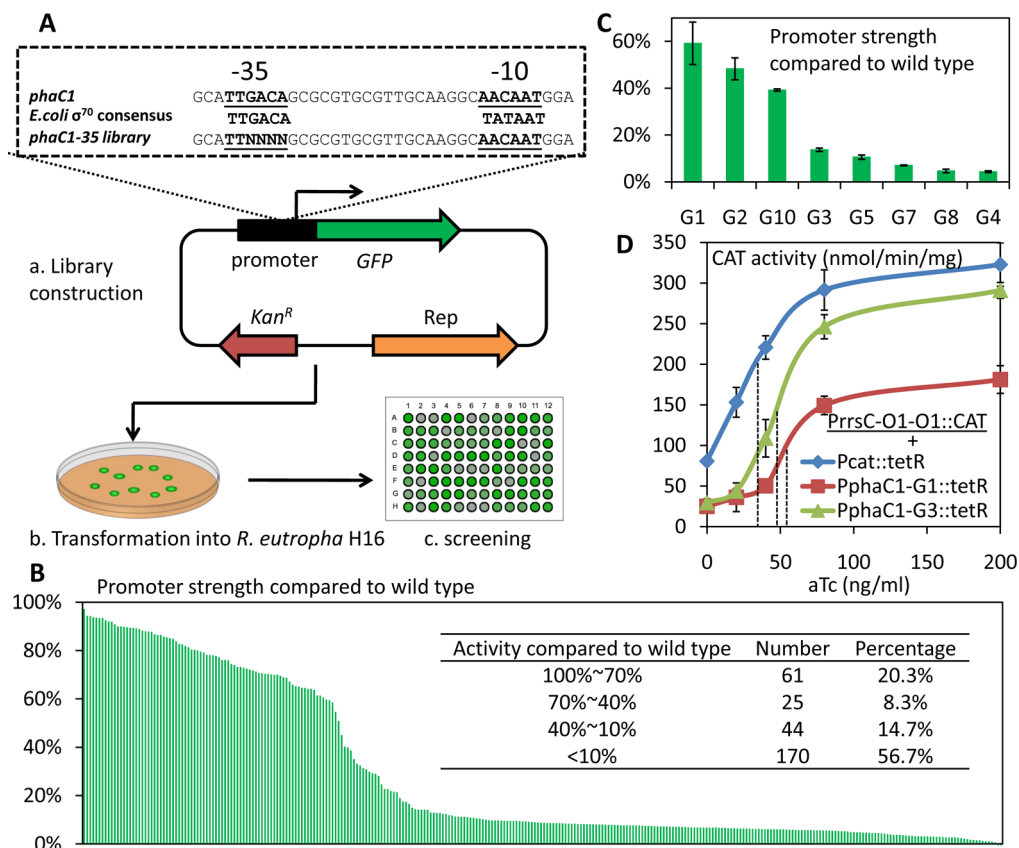 A
-35 -10
phaC1 GCATTGACAGCGCGTGCGTTGCAAGGCAACAATGGA
E.coli σ⁷⁰ consensus TTGACA TATAAT
phaC1-35 library GCATTNNNNGCGCGTGCGTTGCAAGGCAACAATGGA
promoter GFP
a. Library
construction
Kanᴿ Rep
1 2 3 4 5 6 7 8 9 10 11 12
A
B
C
D
E
F
G
H
b. Transformation into R. eutropha H16
c. screening
C
Promoter strength
compared to wild type
60%
40%
20%
0%
G1 G2 G10 G3 G5 G7 G8 G4
D
CAT activity (nmol/min/mg)
350
300
250
200
150
100
50
0
PrrsC-O1-O1::CAT
+
Pcat::tetR
PphaC1-G1::tetR
PphaC1-G3::tetR
0 50 100 150 200
aTc (ng/ml)
B
Promoter strength compared to wild type
100%
80%
60%
40%
20%
0%
Activity compared to wild type Number Percentage
100%~70% 61 20.3%
70%~40% 25 8.3%
40%~10% 44 14.7%
<10% 170 56.7%